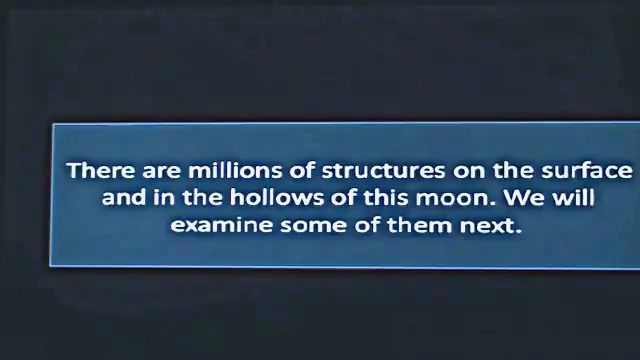 There are millions of structures on the surface
and in the hollows of this moon. We will
examine some of them next.